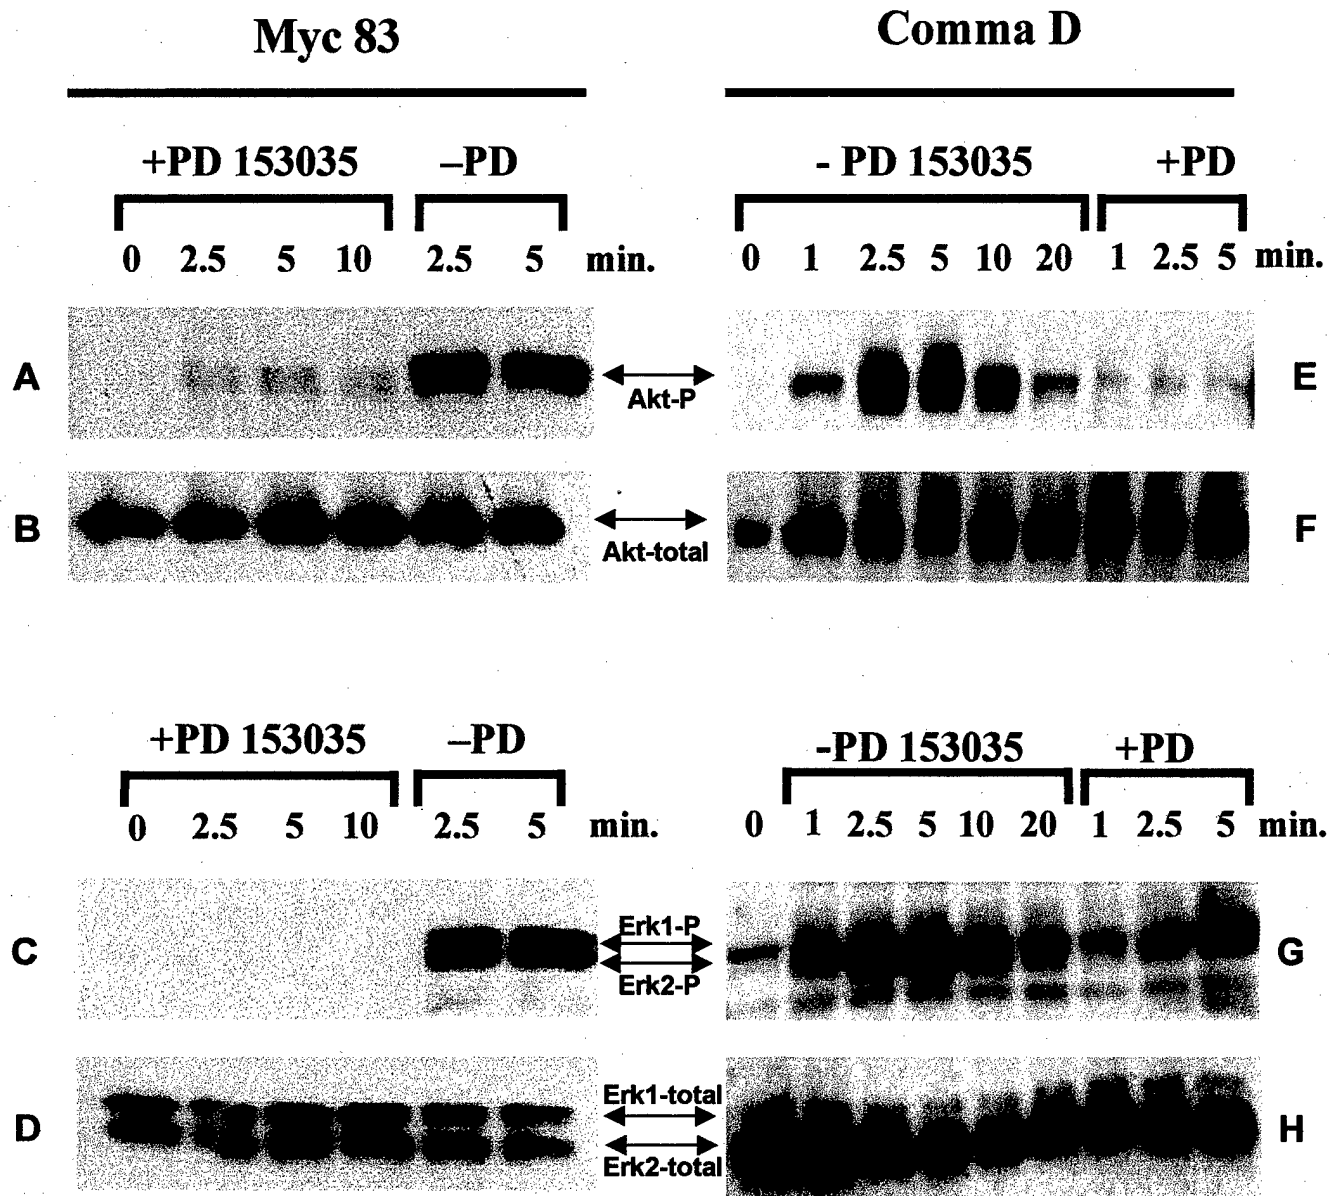 Myc 83
Comma D
+PD 153035 –PD
- PD 153035 +PD
0 2.5 5 10 2.5 5 min.
0 1 2.5 5 10 20 1 2.5 5 min.
A
Akt-P
E
B
Akt-total
F
+PD 153035 –PD
-PD 153035 +PD
0 2.5 5 10 2.5 5 min.
0 1 2.5 5 10 20 1 2.5 5 min.
C
Erk1-P
Erk2-P
G
D
Erk1-total
Erk2-total
H